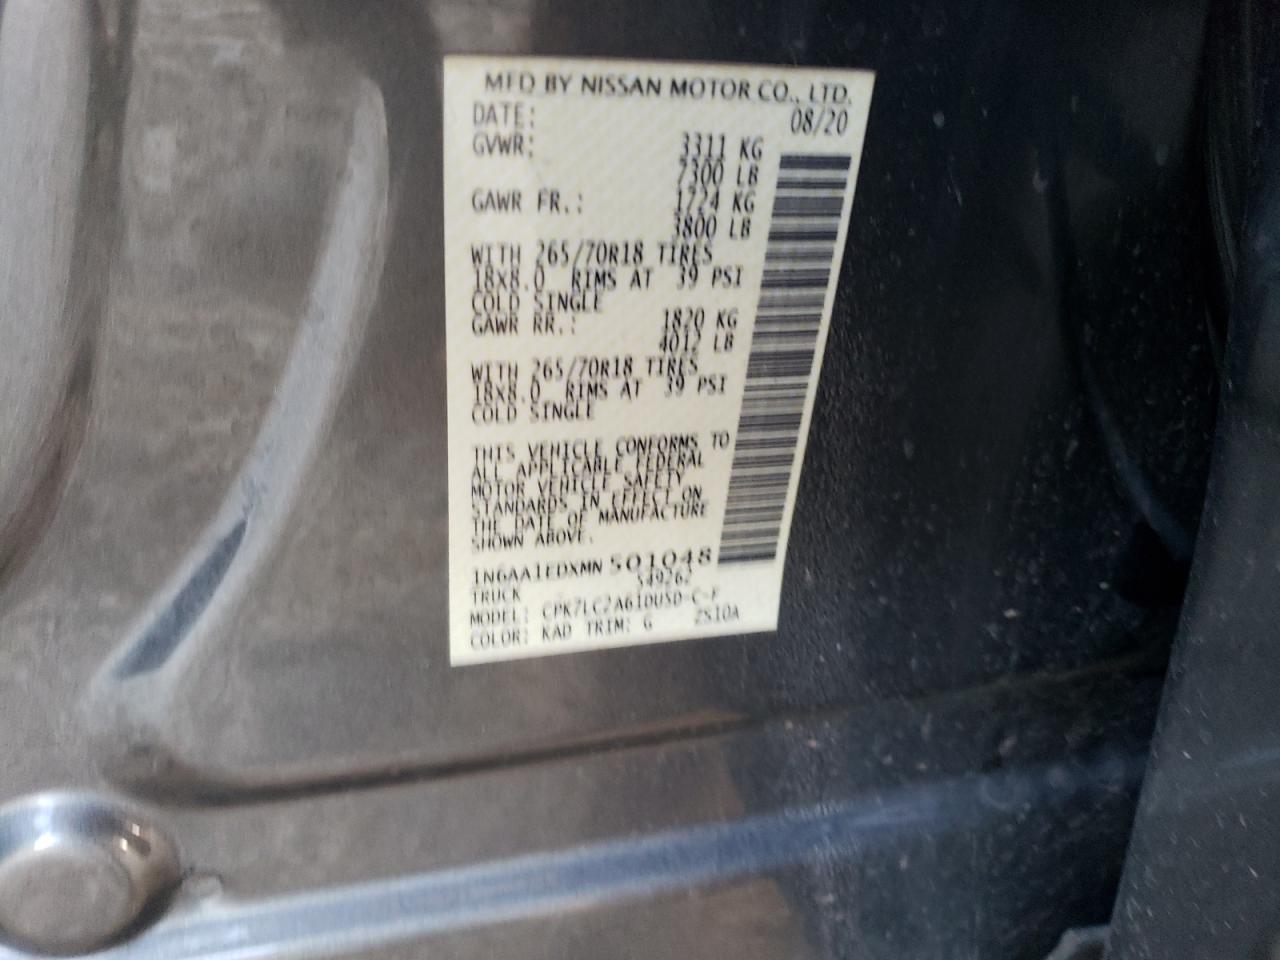 MFD BY NISSAN MOTOR CO., LTD.
DATE: 08/20
GVWR: 3311 KG
7300 LB
GAWR FR.: 1724 KG
3800 LB
WITH 265/70R18 TIRES
18X8.0 RIMS AT 39 PSI
COLD SINGLE
GAWR RR.: 1820 KG
4012 LB
WITH 265/70R18 TIRES
18X8.0 RIMS AT 39 PSI
COLD SINGLE
THIS VEHICLE CONFORMS TO
ALL APPLICABLE FEDERAL
MOTOR VEHICLE SAFETY
STANDARDS IN EFFECT ON
THE DATE OF MANUFACTURE
SHOWN ABOVE.
1N6AA1EDXMN501048
TRUCK 549262
MODEL: CPK7LC2A61DUSD-C-F
COLOR: KAD TRIM: G ZS10A